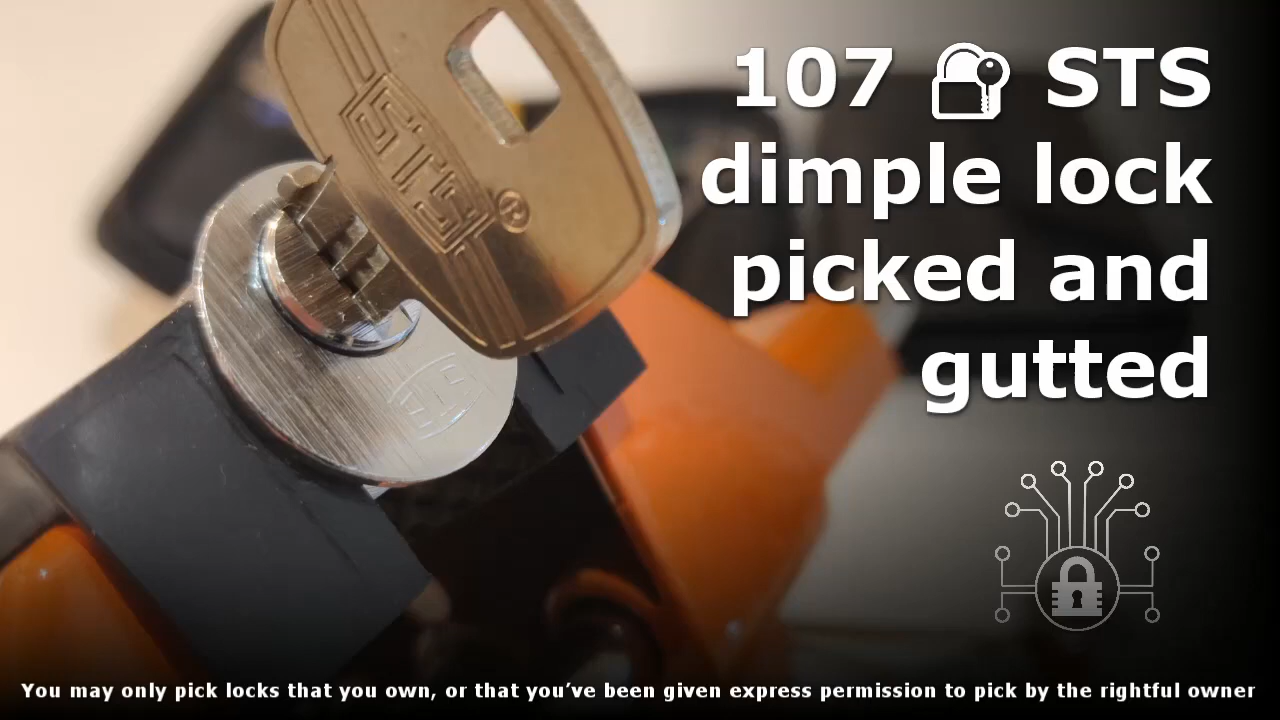 107 🔐 STS
dimple lock
picked and
gutted
STS ®
STS
You may only pick locks that you own, or that you’ve been given express permission to pick by the rightful owner